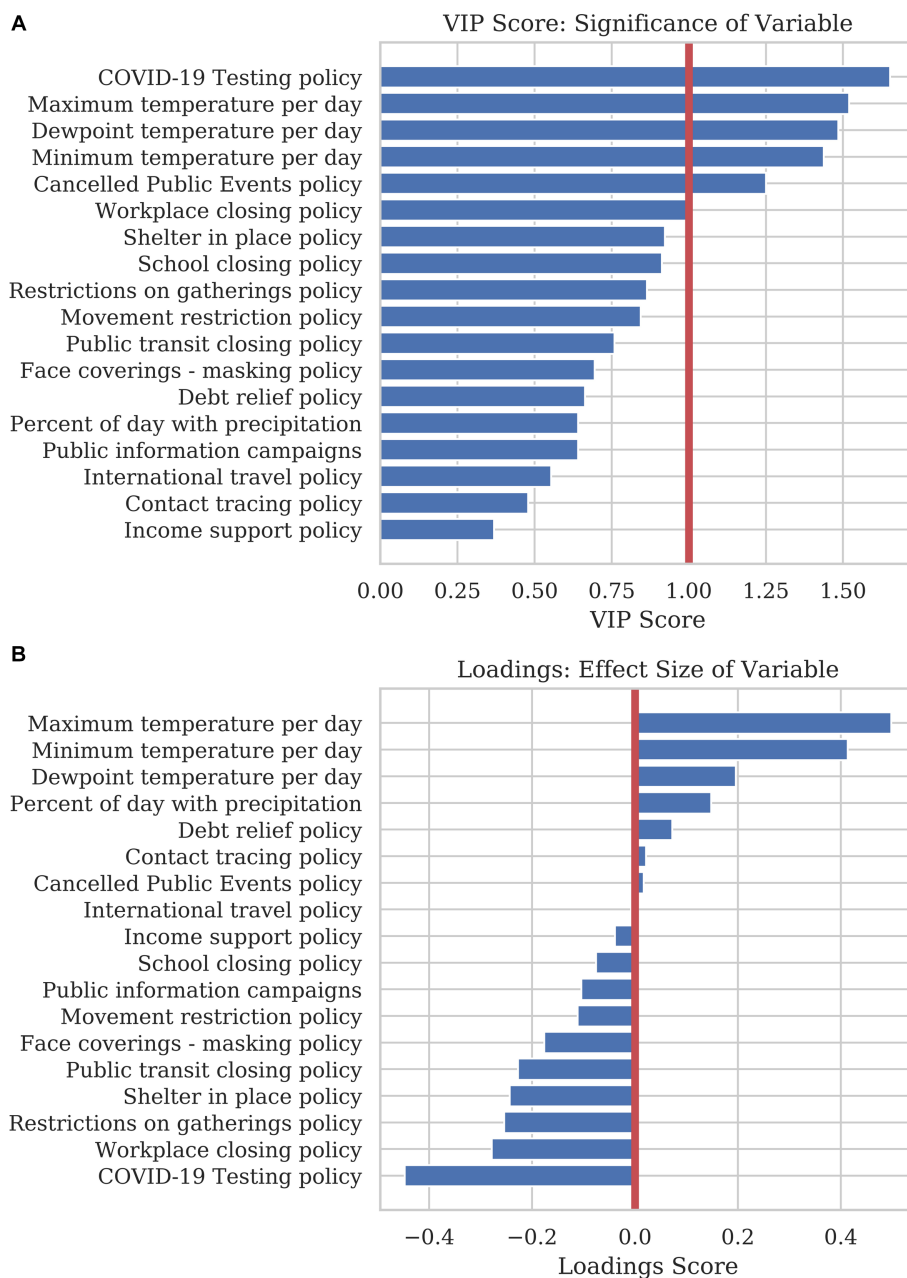 A
VIP Score: Significance of Variable
COVID-19 Testing policy
Maximum temperature per day
Dewpoint temperature per day
Minimum temperature per day
Cancelled Public Events policy
Workplace closing policy
Shelter in place policy
School closing policy
Restrictions on gatherings policy
Movement restriction policy
Public transit closing policy
Face coverings - masking policy
Debt relief policy
Percent of day with precipitation
Public information campaigns
International travel policy
Contact tracing policy
Income support policy
0.00 0.25 0.50 0.75 1.00 1.25 1.50
VIP Score
B
Loadings: Effect Size of Variable
Maximum temperature per day
Minimum temperature per day
Dewpoint temperature per day
Percent of day with precipitation
Debt relief policy
Contact tracing policy
Cancelled Public Events policy
International travel policy
Income support policy
School closing policy
Public information campaigns
Movement restriction policy
Face coverings - masking policy
Public transit closing policy
Shelter in place policy
Restrictions on gatherings policy
Workplace closing policy
COVID-19 Testing policy
−0.4 −0.2 0.0 0.2 0.4
Loadings Score